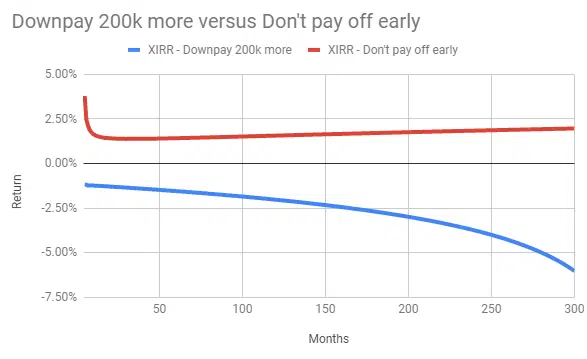 Downpay 200k more versus Don't pay off early
XIRR - Downpay 200k more XIRR - Don't pay off early
5.00%
2.50%
0.00%
-2.50%
-5.00%
-7.50%
Return
50 100 150 200 250 300
Months